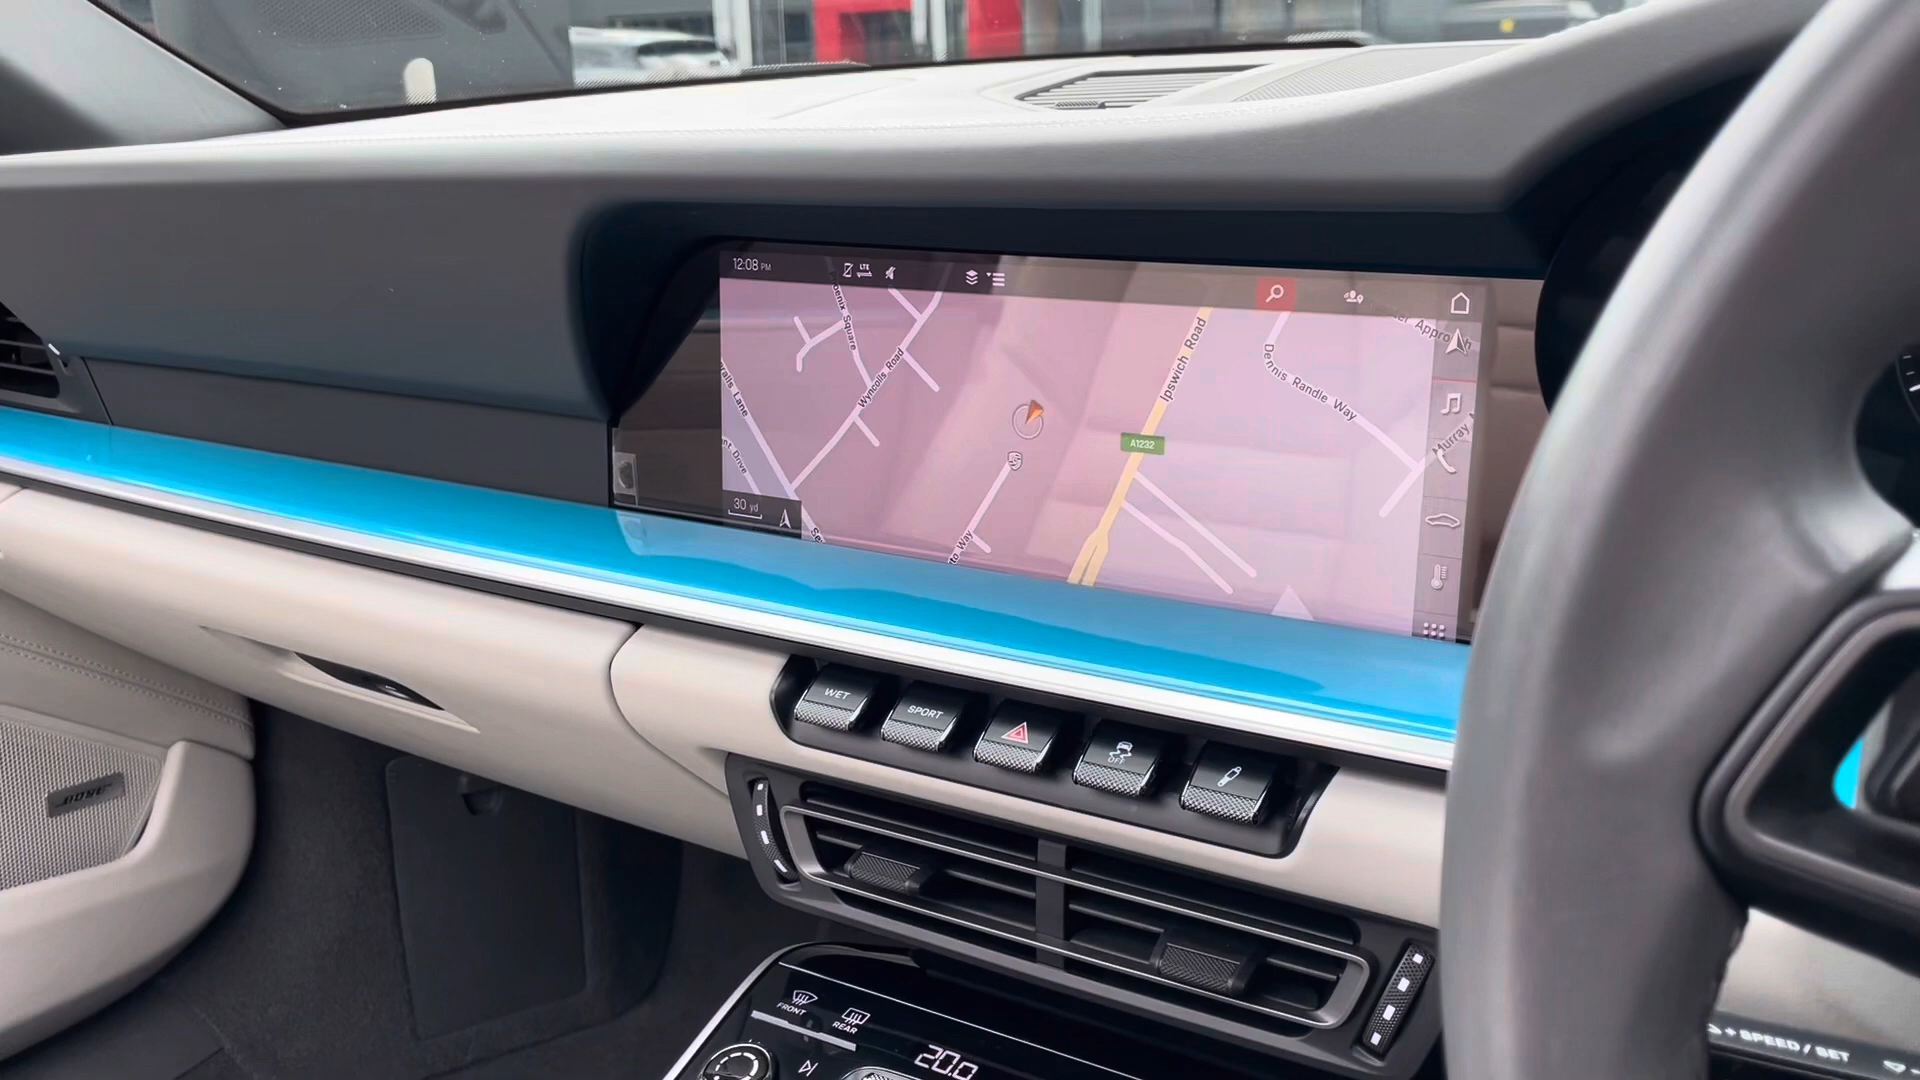 12:08 PM
LTE
Square
Wyncolls Road
Lane
Drive
Ipswich Road
A1232
Dennis Randle Way
Murray
Way
30 yd
WET
SPORT
OFF
BOSE
FRONT
REAR
20.0
+ SPEED / SET